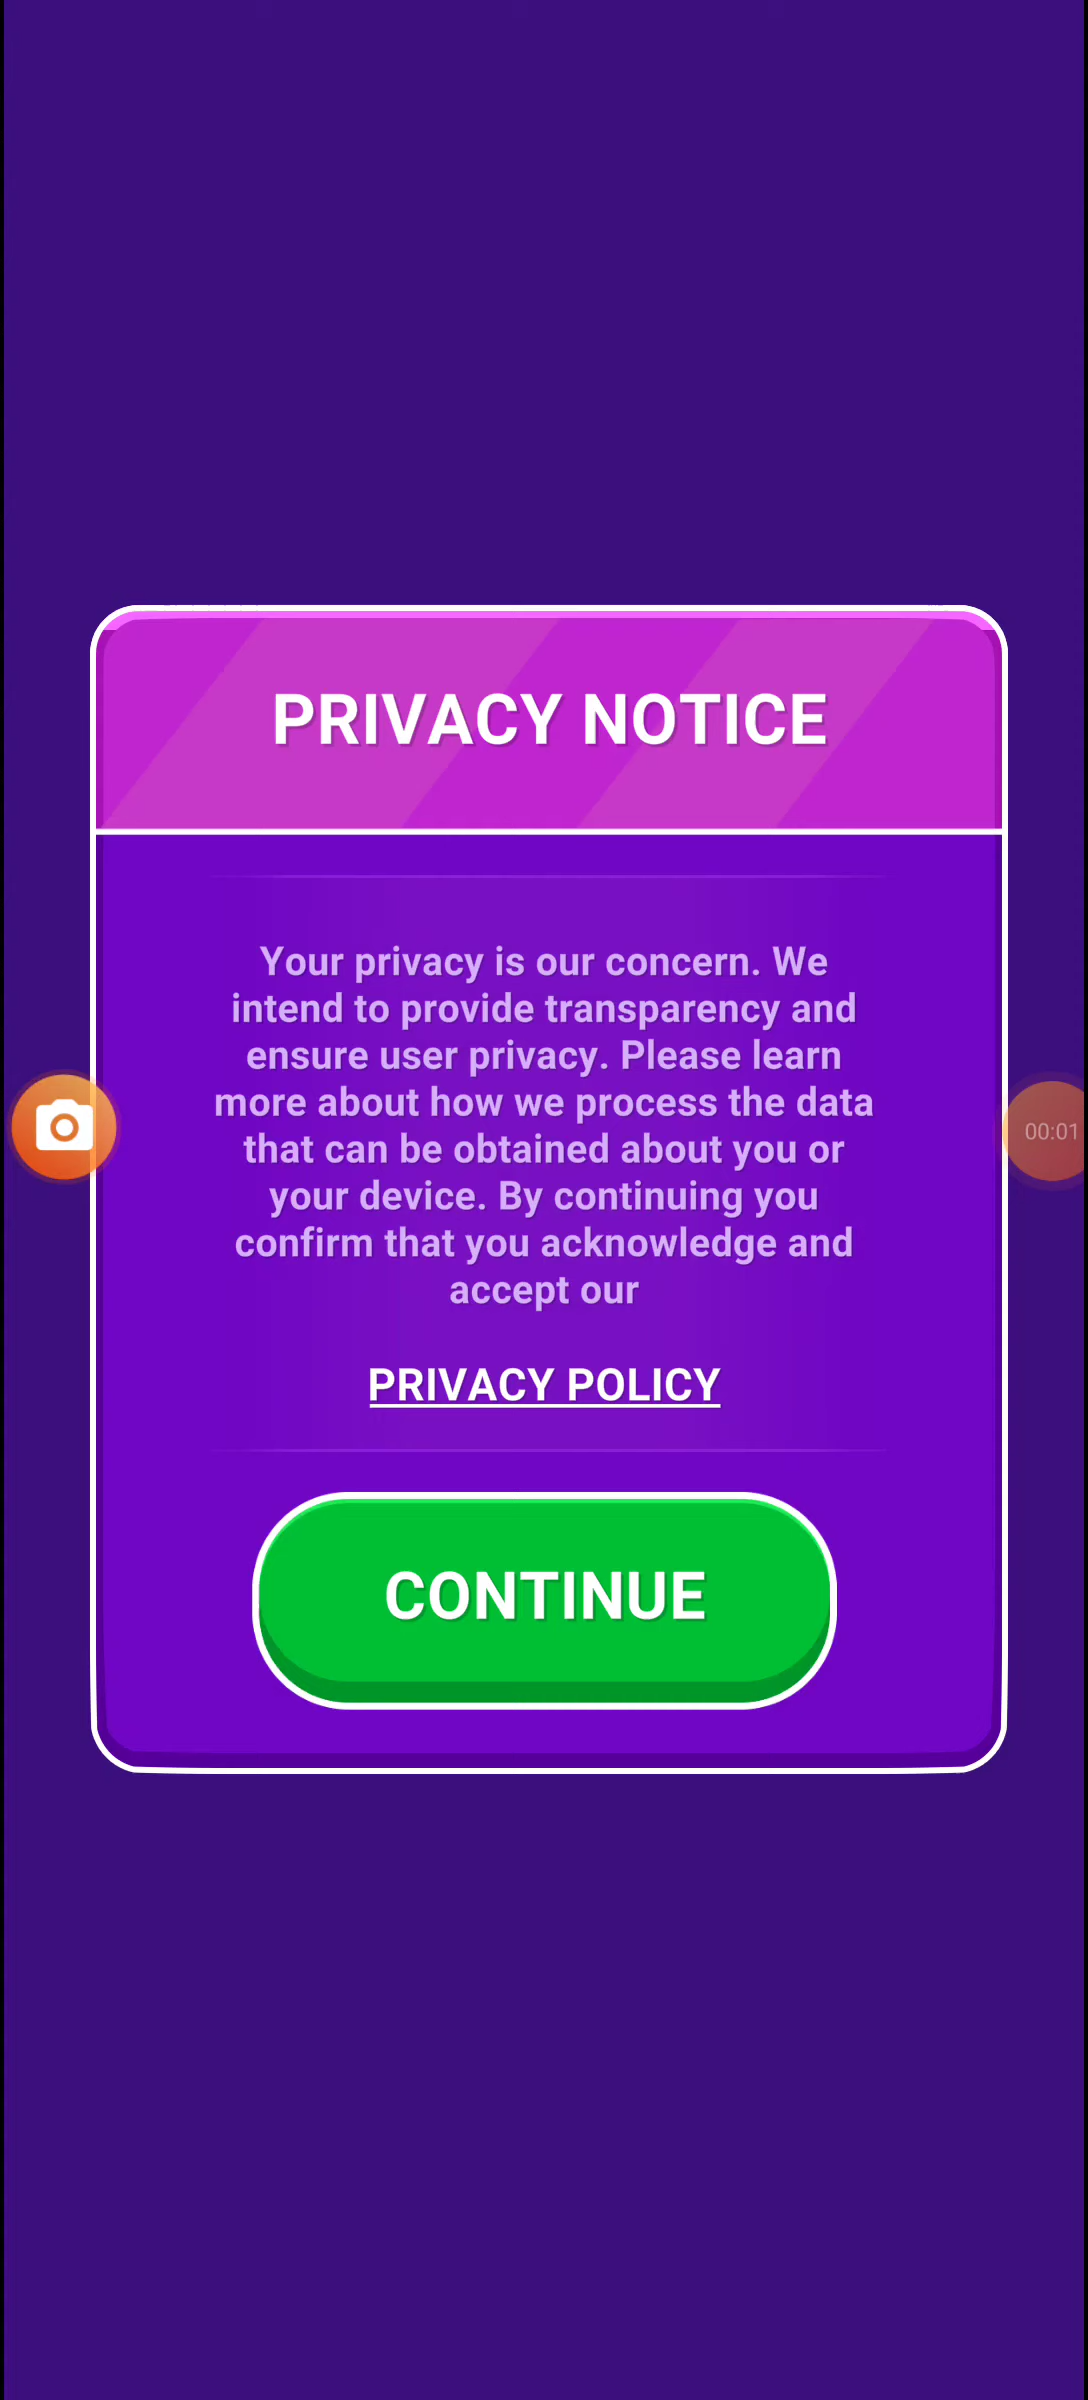 PRIVACY NOTICE
Your privacy is our concern. We
intend to provide transparency and
ensure user privacy. Please learn
more about how we process the data
that can be obtained about you or
your device. By continuing you
confirm that you acknowledge and
accept our
00:01
PRIVACY POLICY
CONTINUE